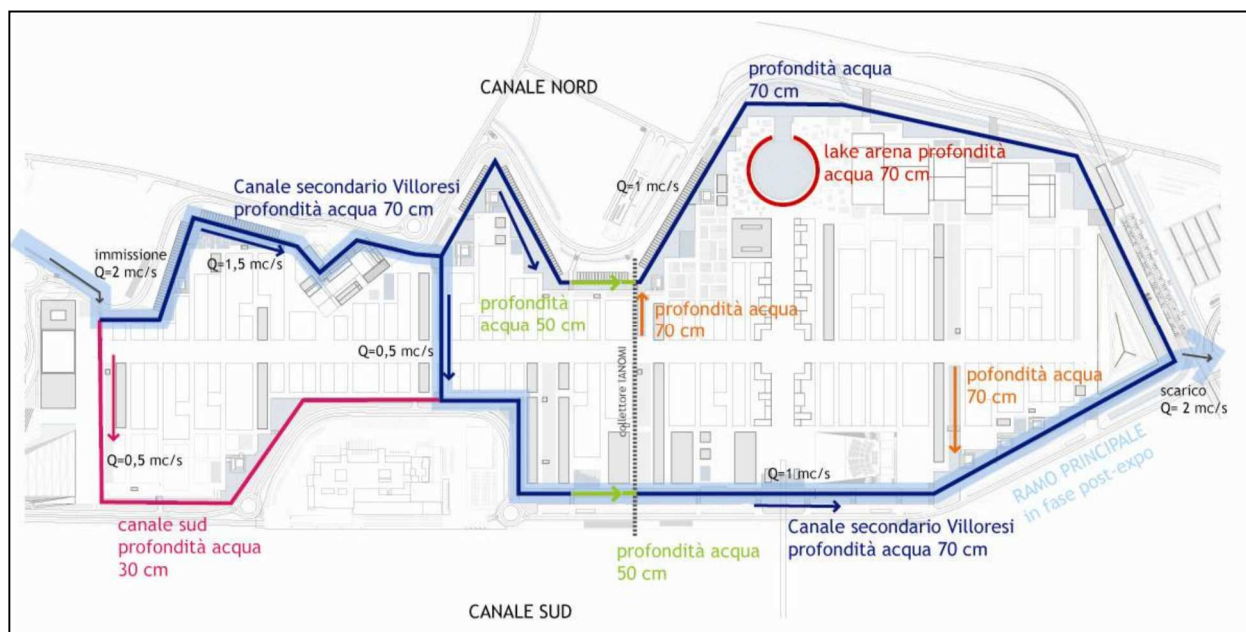 profondità acqua
70 cm
CANALE NORD
lake arena profondità
acqua 70 cm
Q=1 mc/s
Canale secondario Villoresi
profondità acqua 70 cm
immissione
Q=2 mc/s
Q=1,5 mc/s
profondità
acqua 50 cm
profondità acqua
70 cm
Q=0,5 mc/s
pofondità acqua
70 cm
scarico
Q= 2 mc/s
collettore IANOMI
Q=0,5 mc/s
Q=1 mc/s
RAMO PRINCIPALE
in fase post-expo
canale sud
profondità acqua
30 cm
Canale secondario Villoresi
profondità acqua 70 cm
profondità acqua
50 cm
CANALE SUD